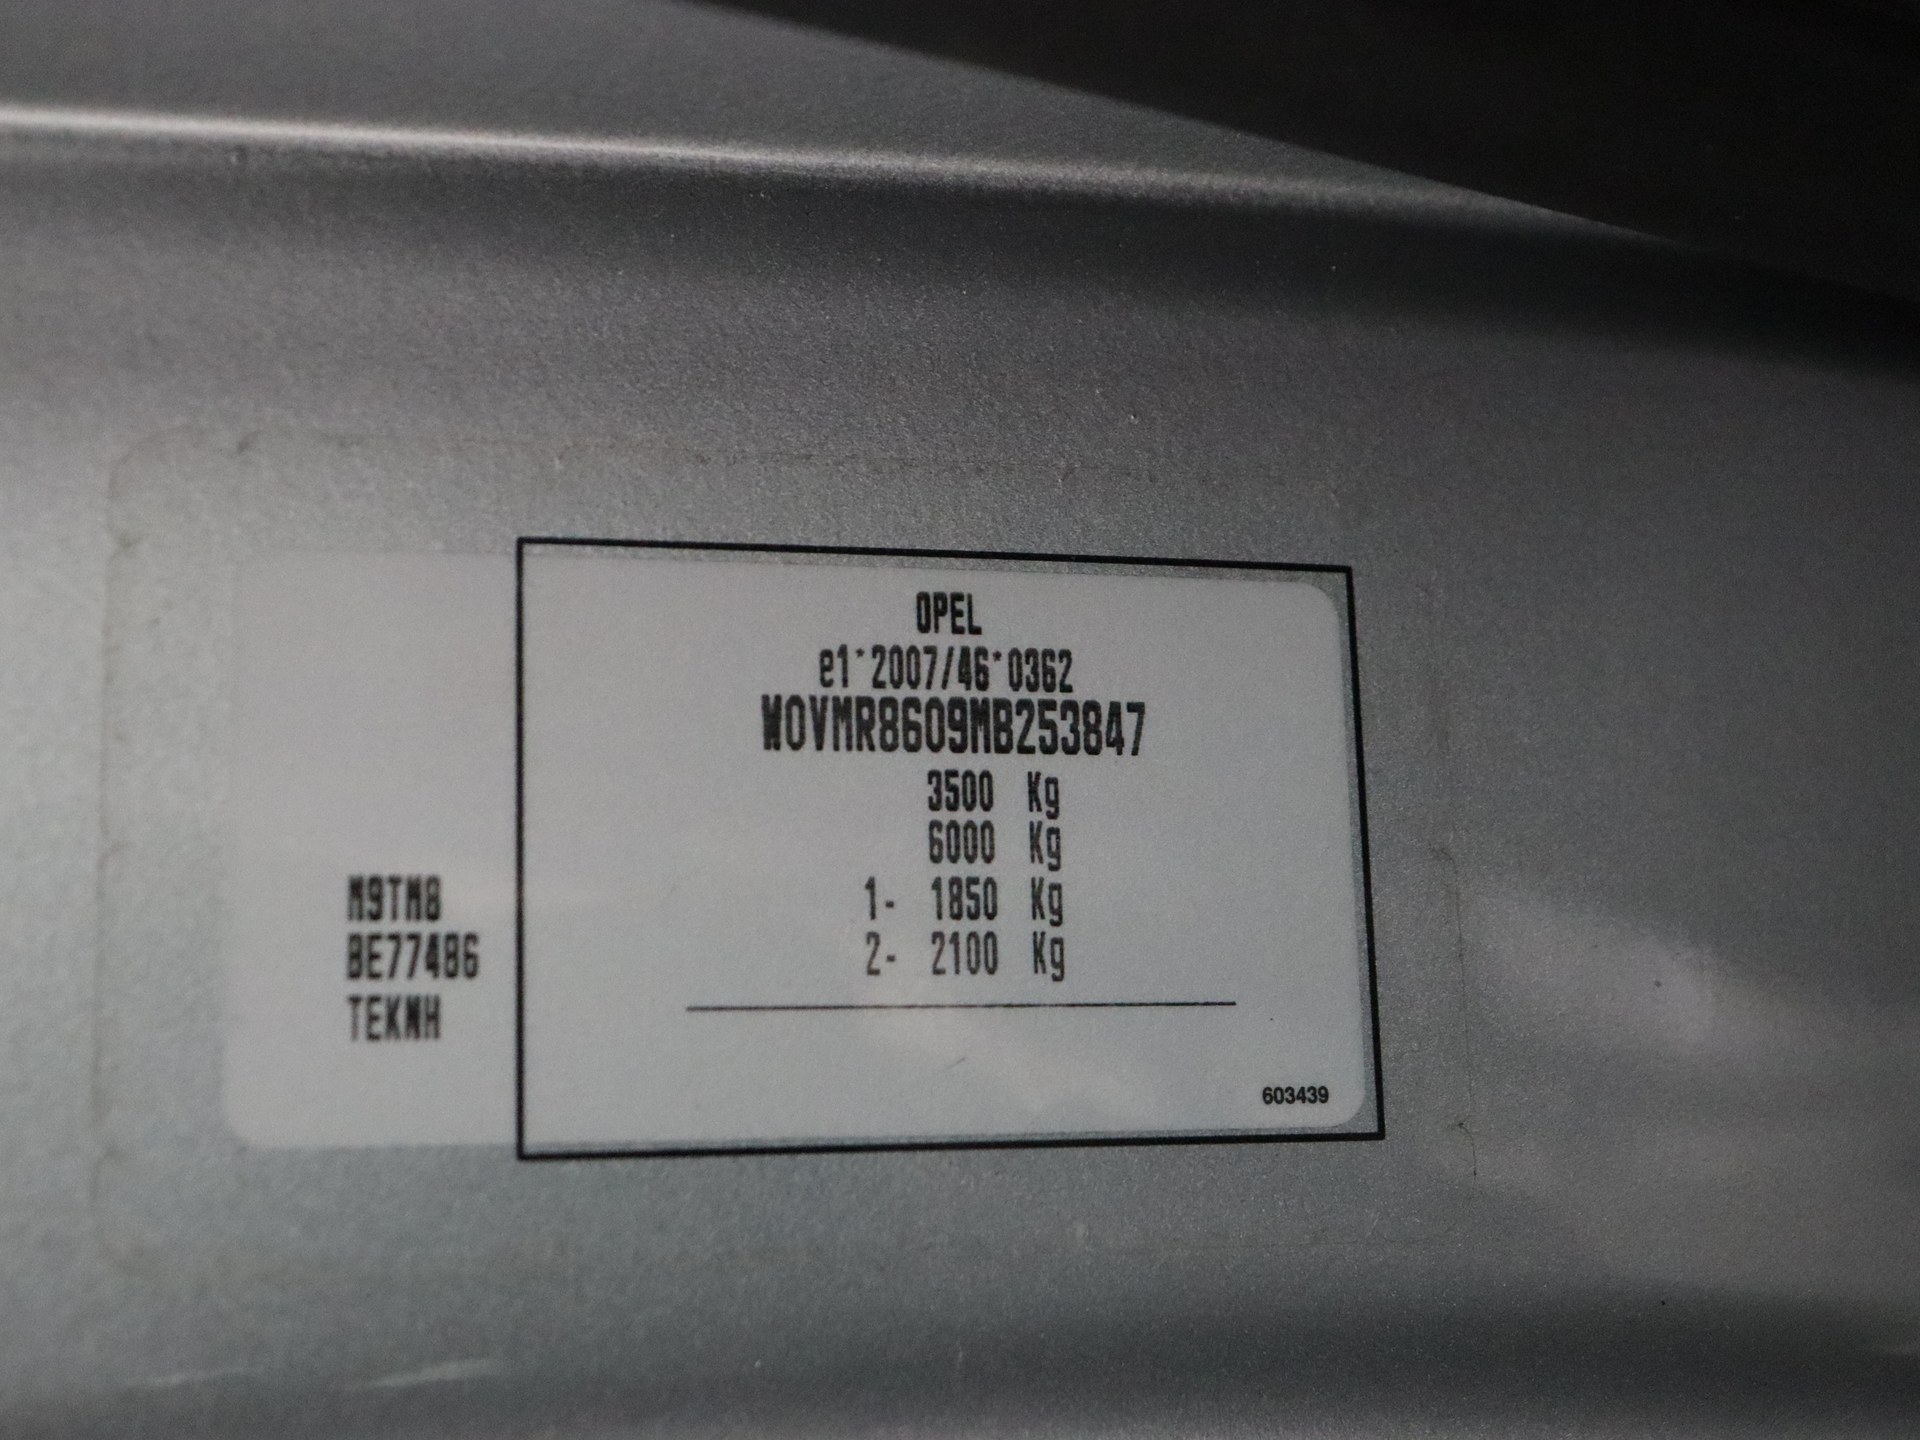 OPEL
e1*2007/46*0362
W0VMR8609MB253847
3500 Kg
6000 Kg
1- 1850 Kg
2- 2100 Kg
M9TM8
BE77486
TEKWH
603439